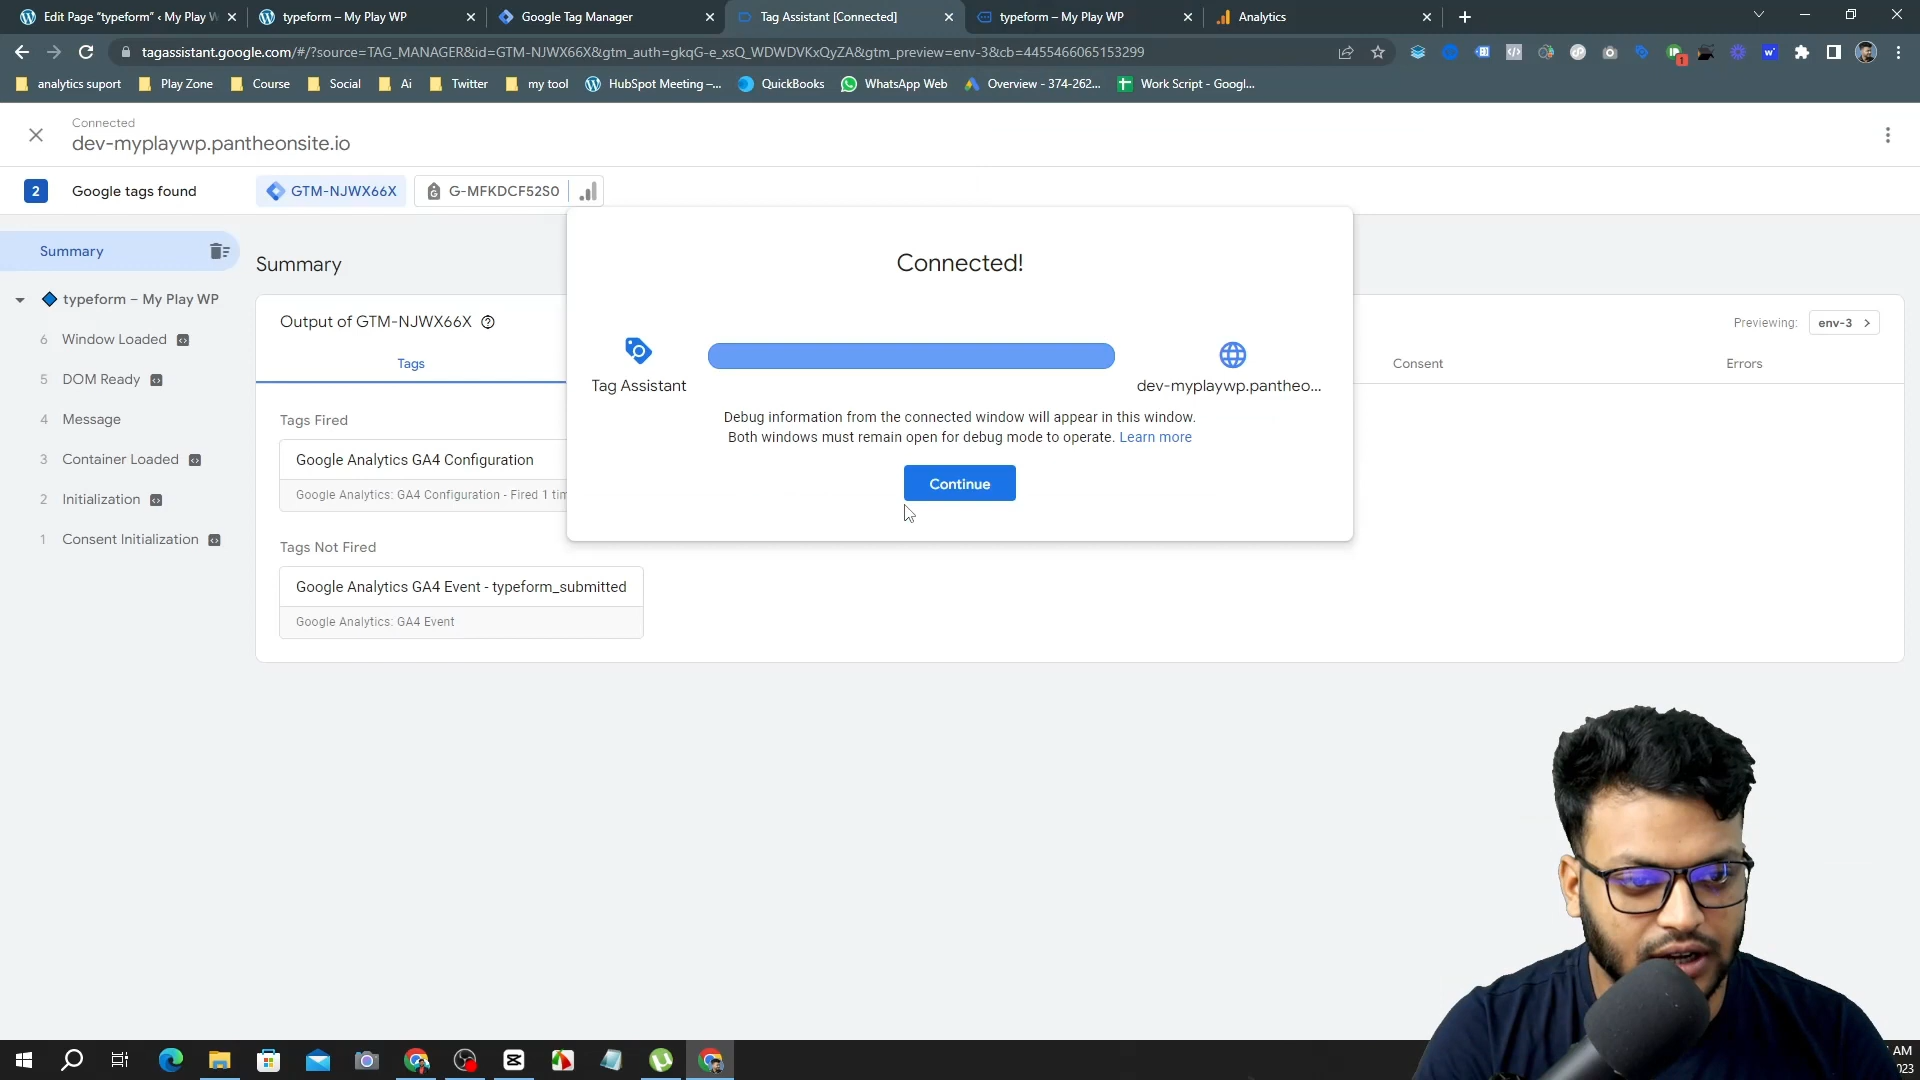 Edit Page "typeform" ‹ My Play W
typeform – My Play WP
Google Tag Manager
Tag Assistant [Connected]
typeform – My Play WP
Analytics
tagassistant.google.com/#/?source=TAG_MANAGER&id=GTM-NJWX66X&gtm_auth=gkqG-e_xsQ_WDWDVKxQyZA&gtm_preview=env-3&cb=4455466065153299
analytics suport
Play Zone
Course
Social
Ai
Twitter
my tool
HubSpot Meeting –...
QuickBooks
WhatsApp Web
Overview - 374-262...
Work Script - Googl...
Connected
dev-myplaywp.pantheonsite.io
2
Google tags found
GTM-NJWX66X
G-MFKDCF52S0
Summary
typeform – My Play WP
6 Window Loaded
5 DOM Ready
4 Message
3 Container Loaded
2 Initialization
1 Consent Initialization
Summary
Output of GTM-NJWX66X
Previewing: env-3
Tags
Consent
Errors
Tags Fired
Google Analytics GA4 Configuration
Google Analytics: GA4 Configuration - Fired 1 tim
Tags Not Fired
Google Analytics GA4 Event - typeform_submitted
Google Analytics: GA4 Event
Connected!
Tag Assistant
dev-myplaywp.pantheo...
Debug information from the connected window will appear in this window.
Both windows must remain open for debug mode to operate. Learn more
Continue
AM
023